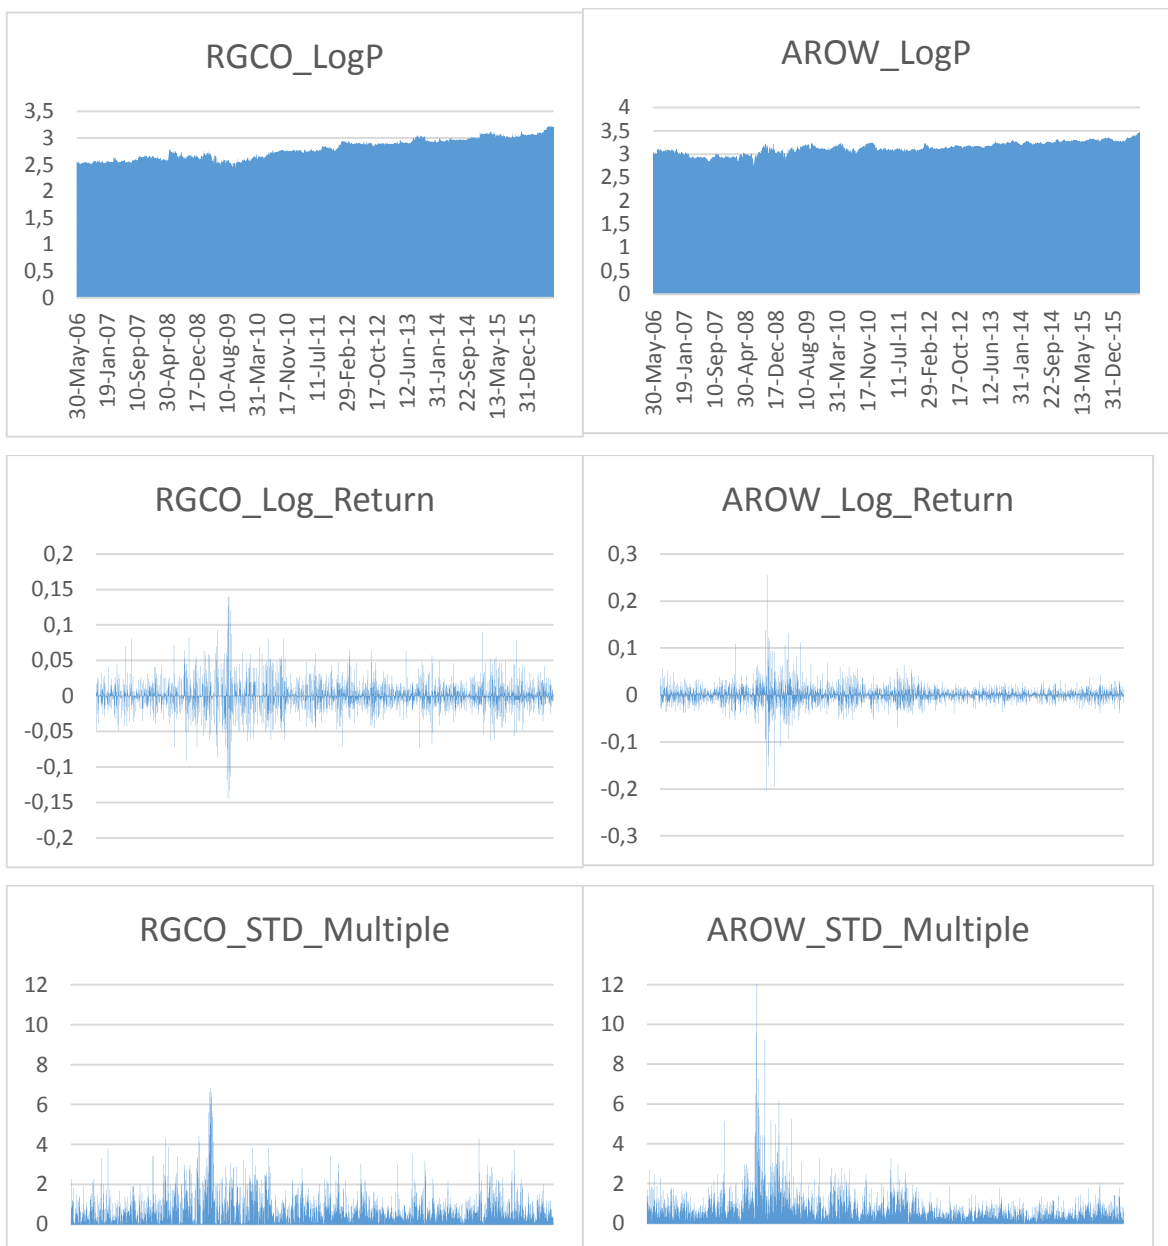 RGCO_LogP
3,5
3
2,5
2
1,5
1
0,5
0
30-May-06
19-Jan-07
10-Sep-07
30-Apr-08
17-Dec-08
10-Aug-09
31-Mar-10
17-Nov-10
11-Jul-11
29-Feb-12
17-Oct-12
12-Jun-13
31-Jan-14
22-Sep-14
13-May-15
31-Dec-15
AROW_LogP
4
3,5
3
2,5
2
1,5
1
0,5
0
30-May-06
19-Jan-07
10-Sep-07
30-Apr-08
17-Dec-08
10-Aug-09
31-Mar-10
17-Nov-10
11-Jul-11
29-Feb-12
17-Oct-12
12-Jun-13
31-Jan-14
22-Sep-14
13-May-15
31-Dec-15
RGCO_Log_Return
0,2
0,15
0,1
0,05
0
-0,05
-0,1
-0,15
-0,2
AROW_Log_Return
0,3
0,2
0,1
0
-0,1
-0,2
-0,3
RGCO_STD_Multiple
12
10
8
6
4
2
0
AROW_STD_Multiple
12
10
8
6
4
2
0